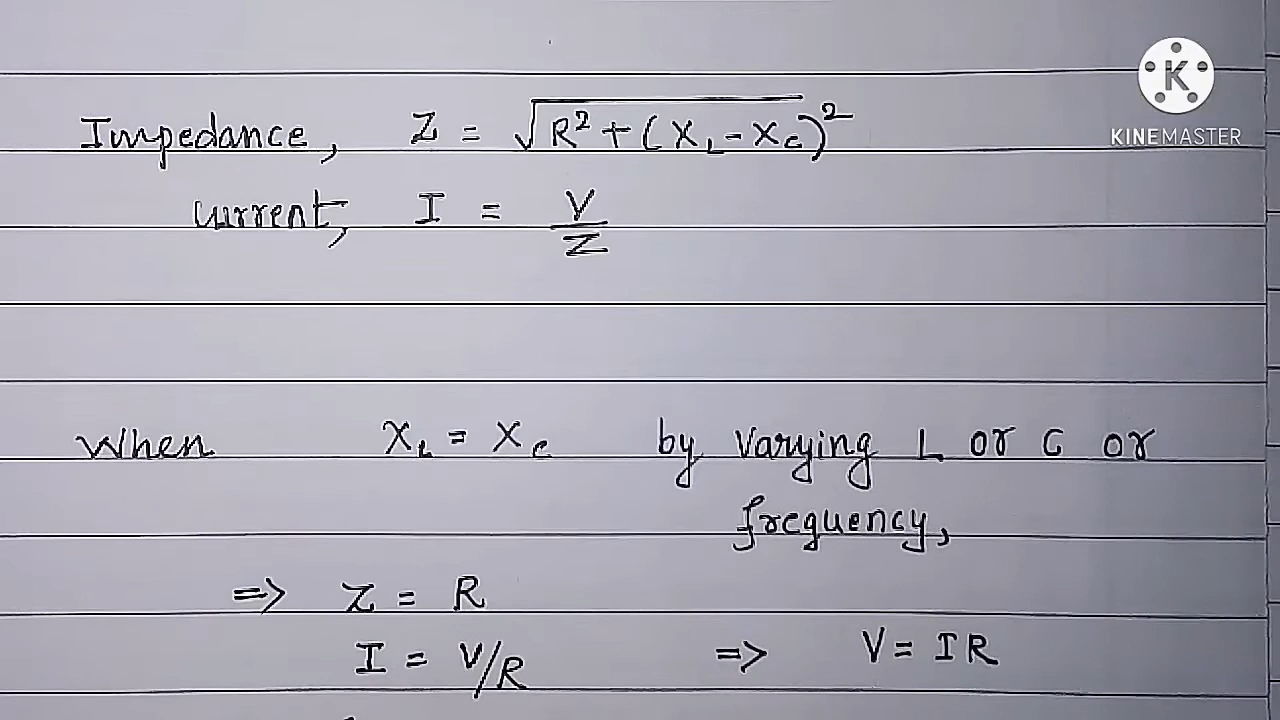 Impedance, Z = √R² + (X_L - X_C)²
KINEMASTER
Current, I = V/Z
When X_L = X_C by varying L or C or
frequency,
=> Z = R
I = V/R => V = IR